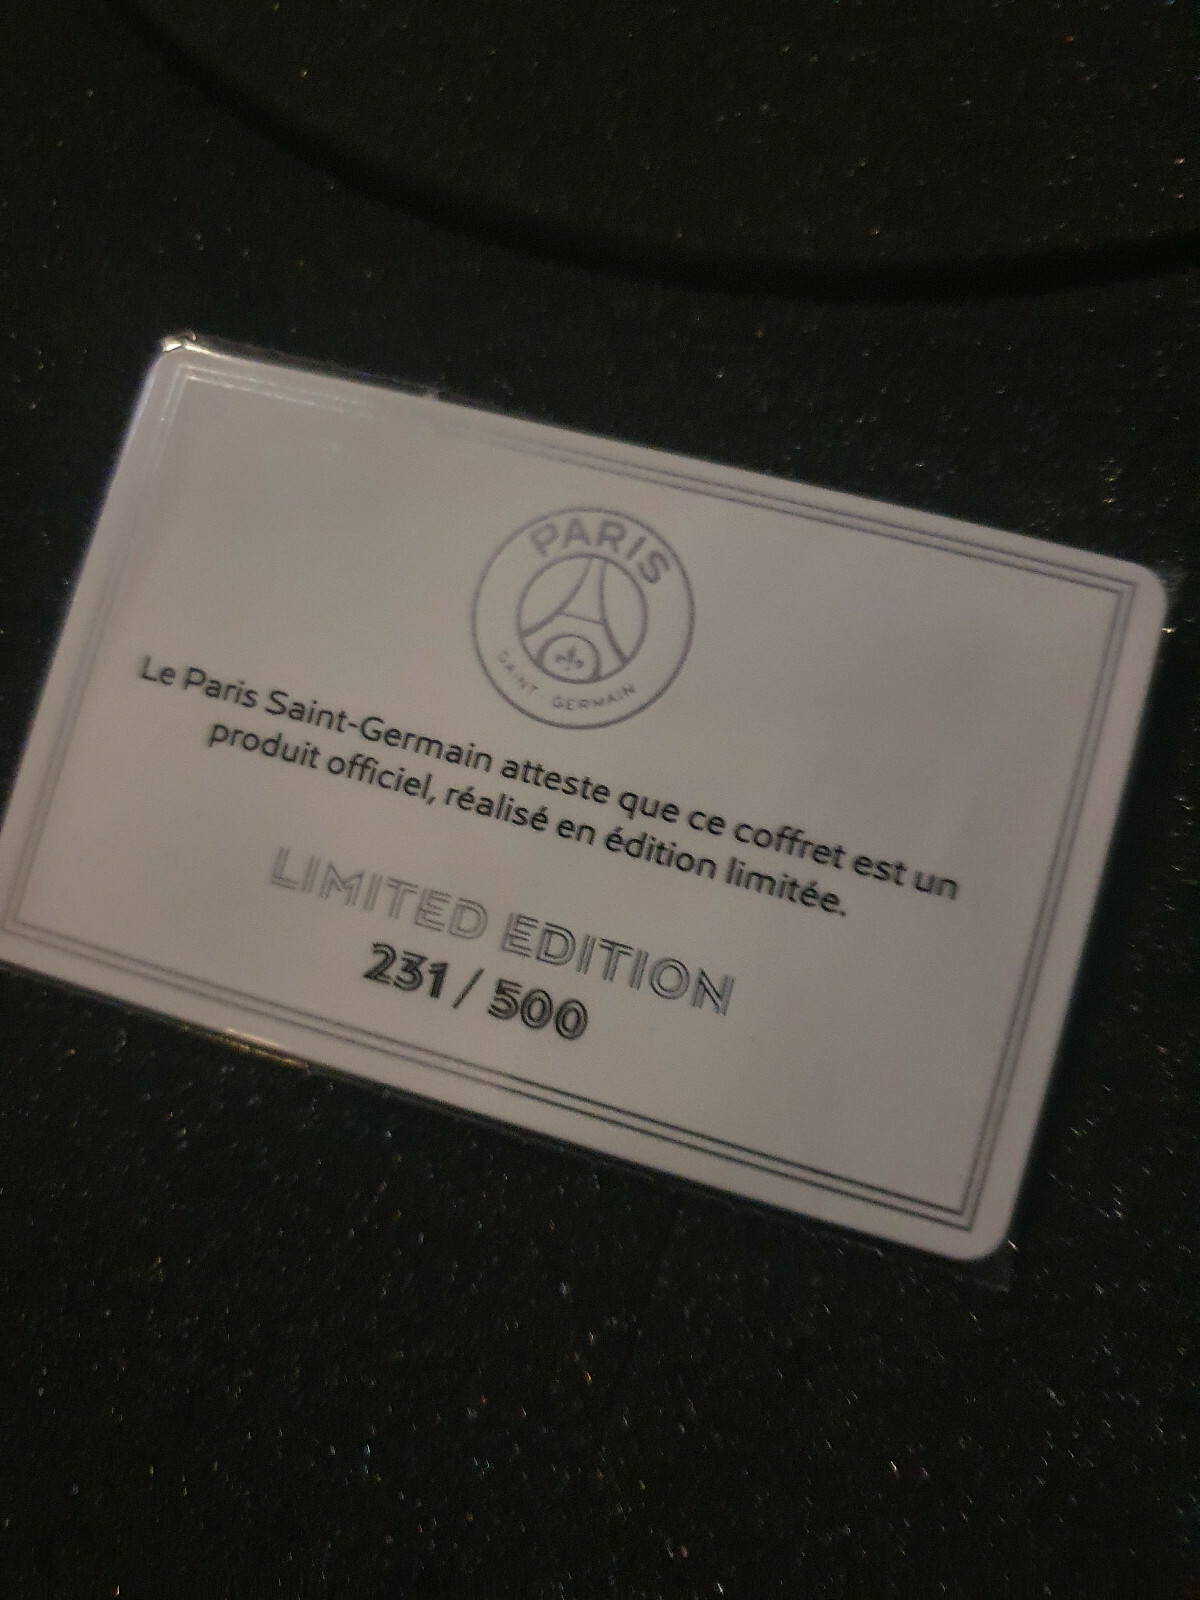 PARIS
SAINT - GERMAIN
Le Paris Saint-Germain atteste que ce coffret est un
produit officiel, réalisé en édition limitée.
LIMITED EDITION
231 / 500